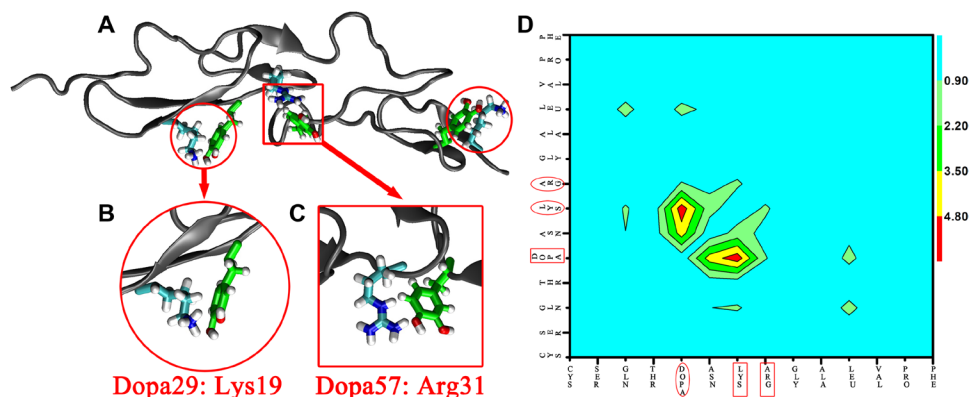 A
D
B
C
Dopa29: Lys19
Dopa57: Arg31
PHE
PRO
VAL
LEU
ALA
GLY
ARG
LYS
ASN
DOPA
THR
GLN
SER
CYS
CYS
SER
GLN
THR
DOPA
ASN
LYS
ARG
GLY
ALA
LEU
VAL
PRO
PHE
0.90
2.20
3.50
4.80